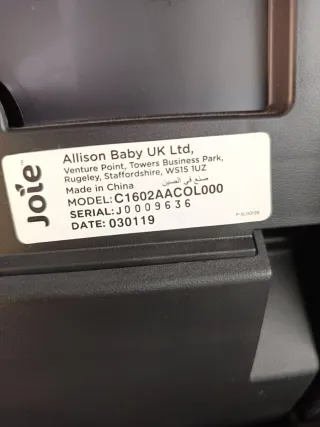 Joie™
Allison Baby UK Ltd,
Venture Point, Towers Business Park,
Rugeley, Staffordshire, WS15 1UZ
Made in China صنع في الصين
MODEL: C1602AACOL000
SERIAL: J0009636
DATE: 030119